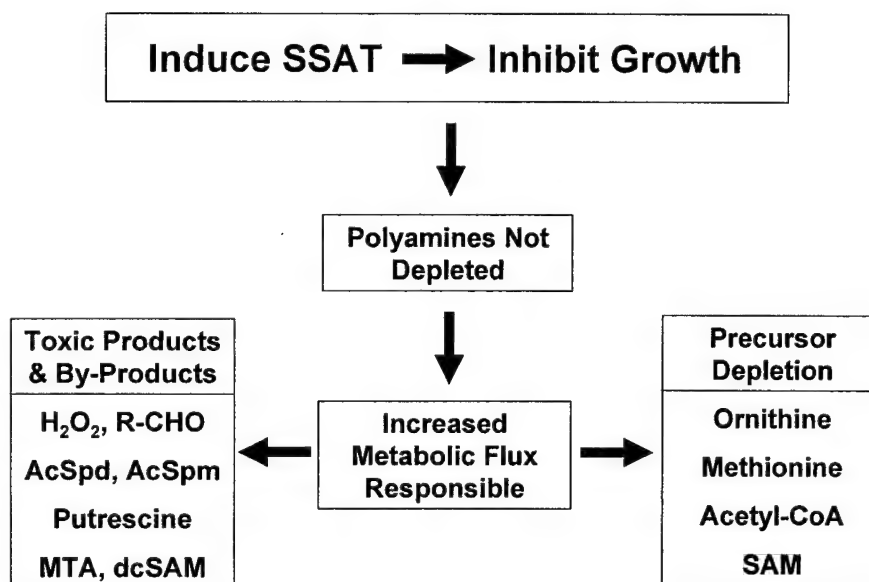 Induce SSAT → Inhibit Growth
Polyamines Not
Depleted
Toxic Products
& By-Products
H₂O₂, R-CHO
AcSpd, AcSpm
Putrescine
MTA, dcSAM
Increased
Metabolic Flux
Responsible
Precursor
Depletion
Ornithine
Methionine
Acetyl-CoA
SAM